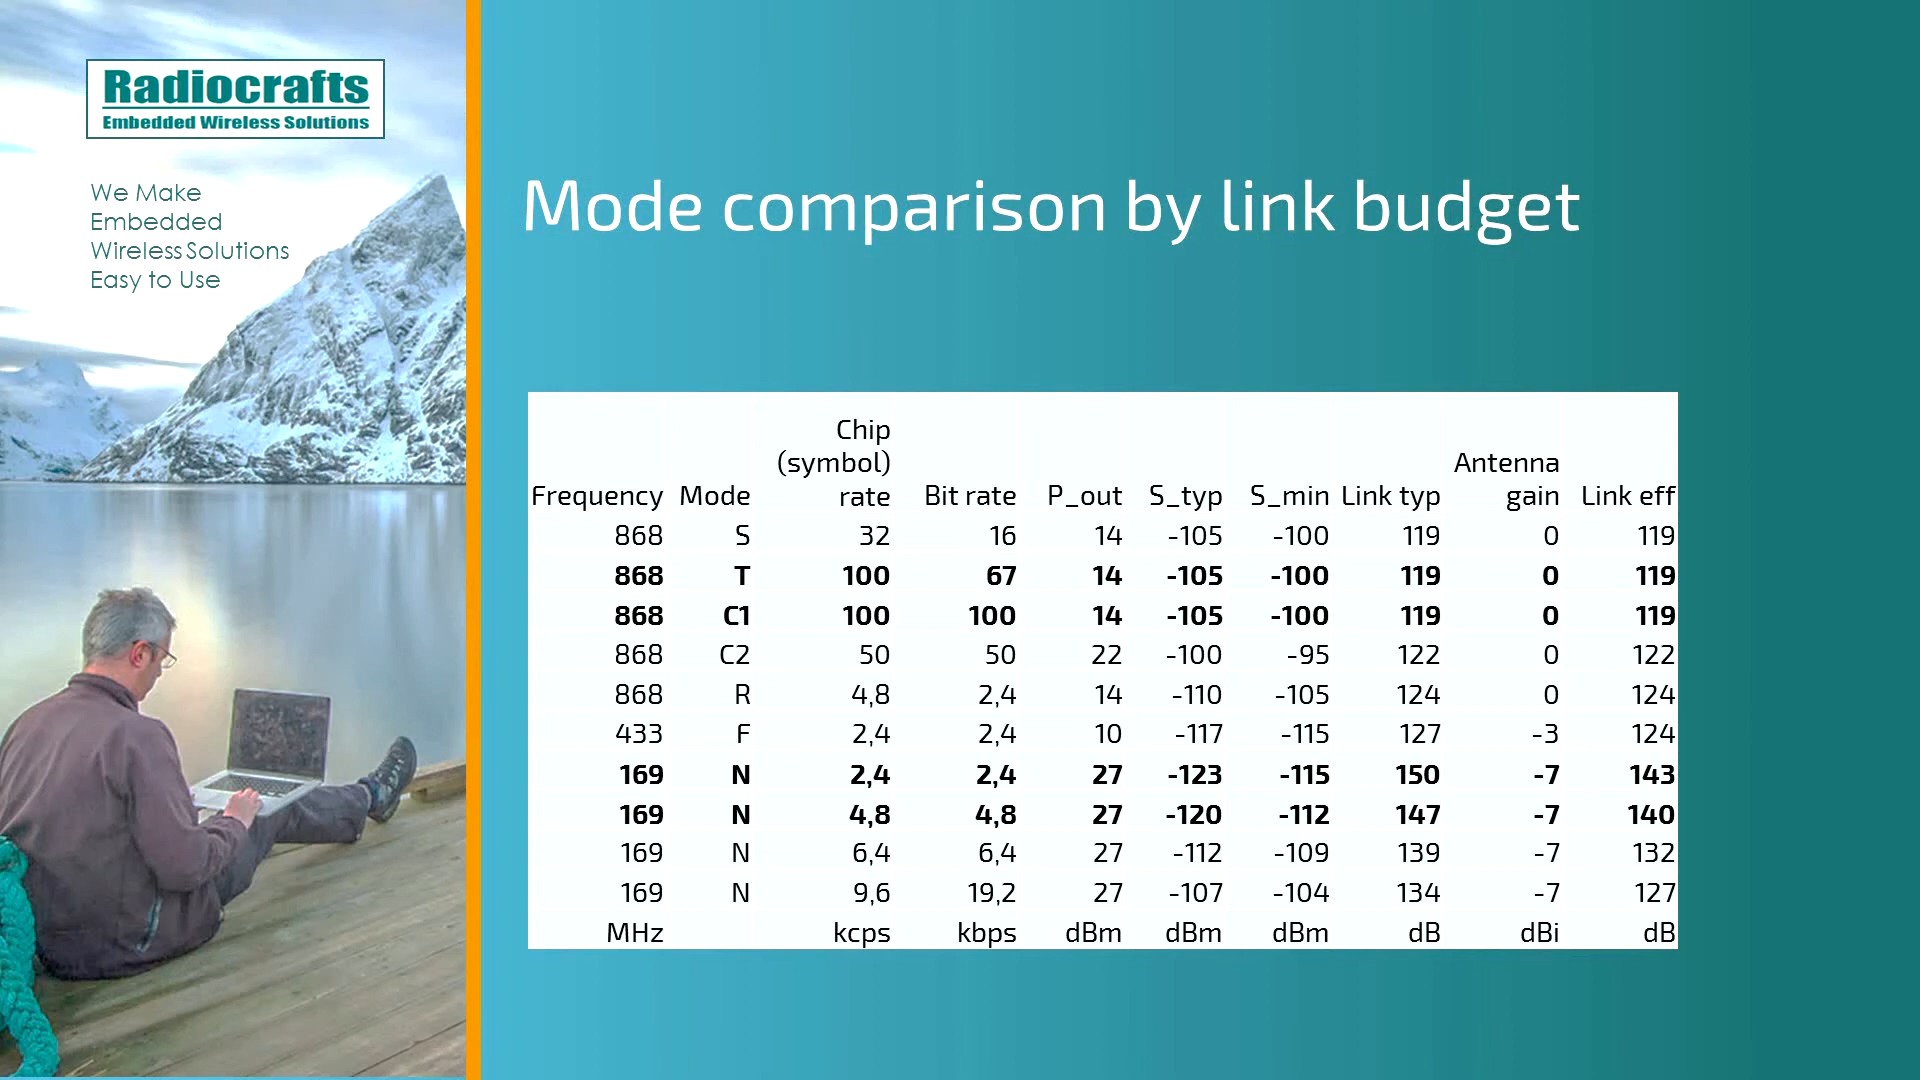 Radiocrafts
Embedded Wireless Solutions
We Make
Embedded
Wireless Solutions
Easy to Use
Mode comparison by link budget
Chip
(symbol) Antenna
Frequency Mode rate Bit rate P_out S_typ S_min Link typ gain Link eff
868 S 32 16 14 -105 -100 119 0 119
868 T 100 67 14 -105 -100 119 0 119
868 C1 100 100 14 -105 -100 119 0 119
868 C2 50 50 22 -100 -95 122 0 122
868 R 4,8 2,4 14 -110 -105 124 0 124
433 F 2,4 2,4 10 -117 -115 127 -3 124
169 N 2,4 2,4 27 -123 -115 150 -7 143
169 N 4,8 4,8 27 -120 -112 147 -7 140
169 N 6,4 6,4 27 -112 -109 139 -7 132
169 N 9,6 19,2 27 -107 -104 134 -7 127
MHz kcps kbps dBm dBm dBm dB dBi dB